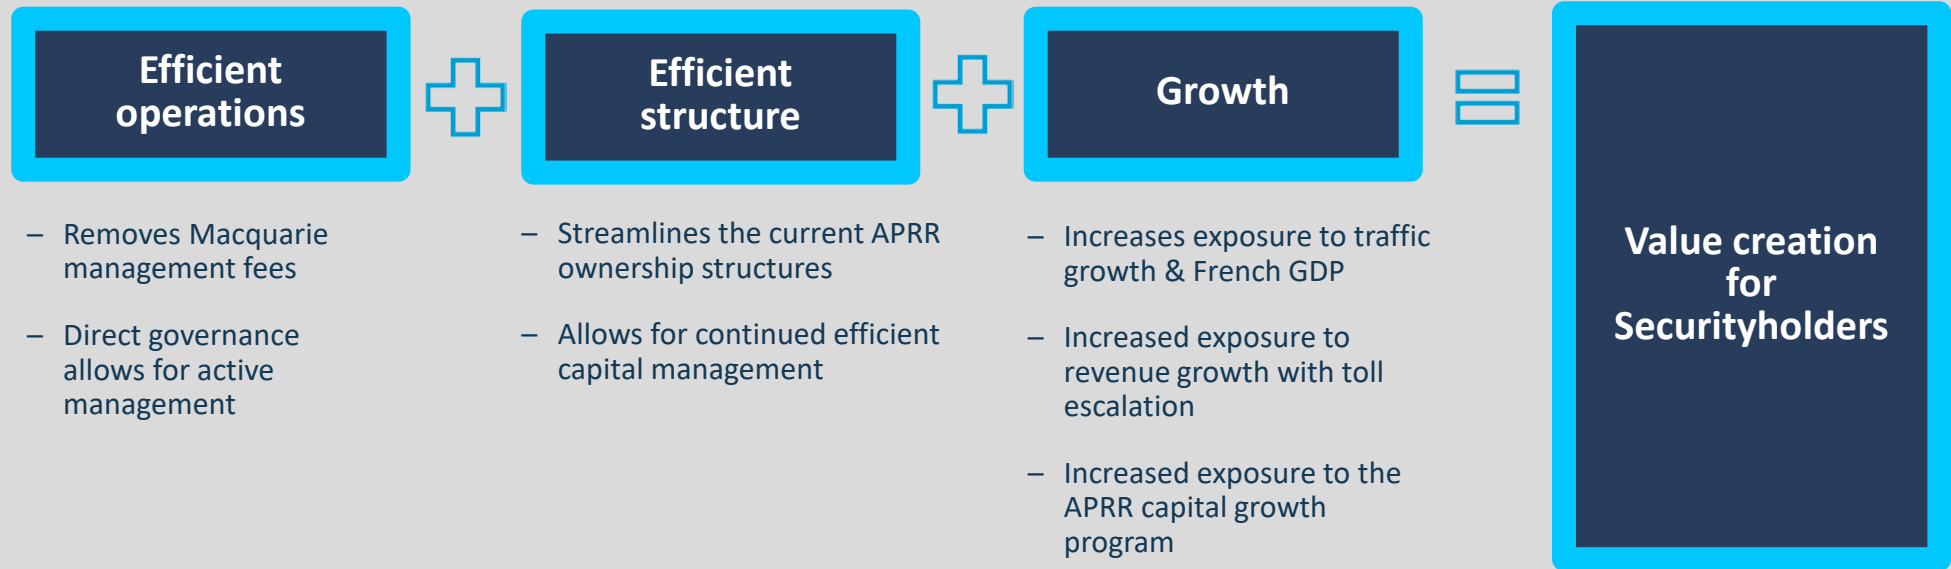 Efficient
operations
Efficient
structure
Growth
Value creation
for
Securityholders
– Removes Macquarie
management fees
– Direct governance
allows for active
management
– Streamlines the current APRR
ownership structures
– Allows for continued efficient
capital management
– Increases exposure to traffic
growth & French GDP
– Increased exposure to
revenue growth with toll
escalation
– Increased exposure to the
APRR capital growth
program